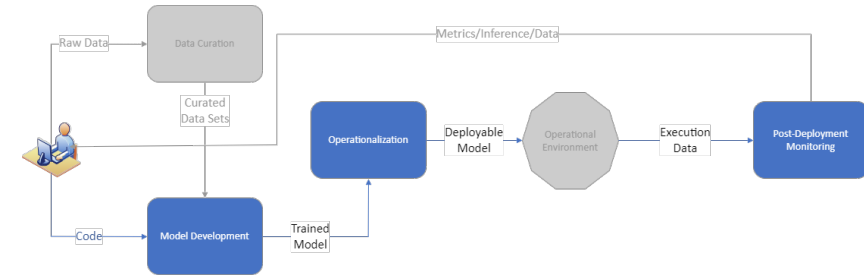 Raw Data
Data Curation
Metrics/Inference/Data
Curated
Data Sets
Operationalization
Deployable
Model
Operational
Environment
Execution
Data
Post-Deployment
Monitoring
Code
Model Development
Trained
Model